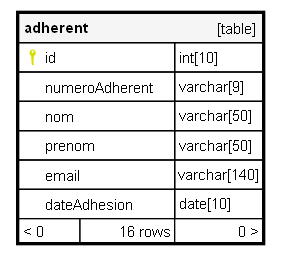 adherent [table]
id int[10]
numeroAdherent varchar[9]
nom varchar[50]
prenom varchar[50]
email varchar[140]
dateAdhesion date[10]
< 0 16 rows 0 >